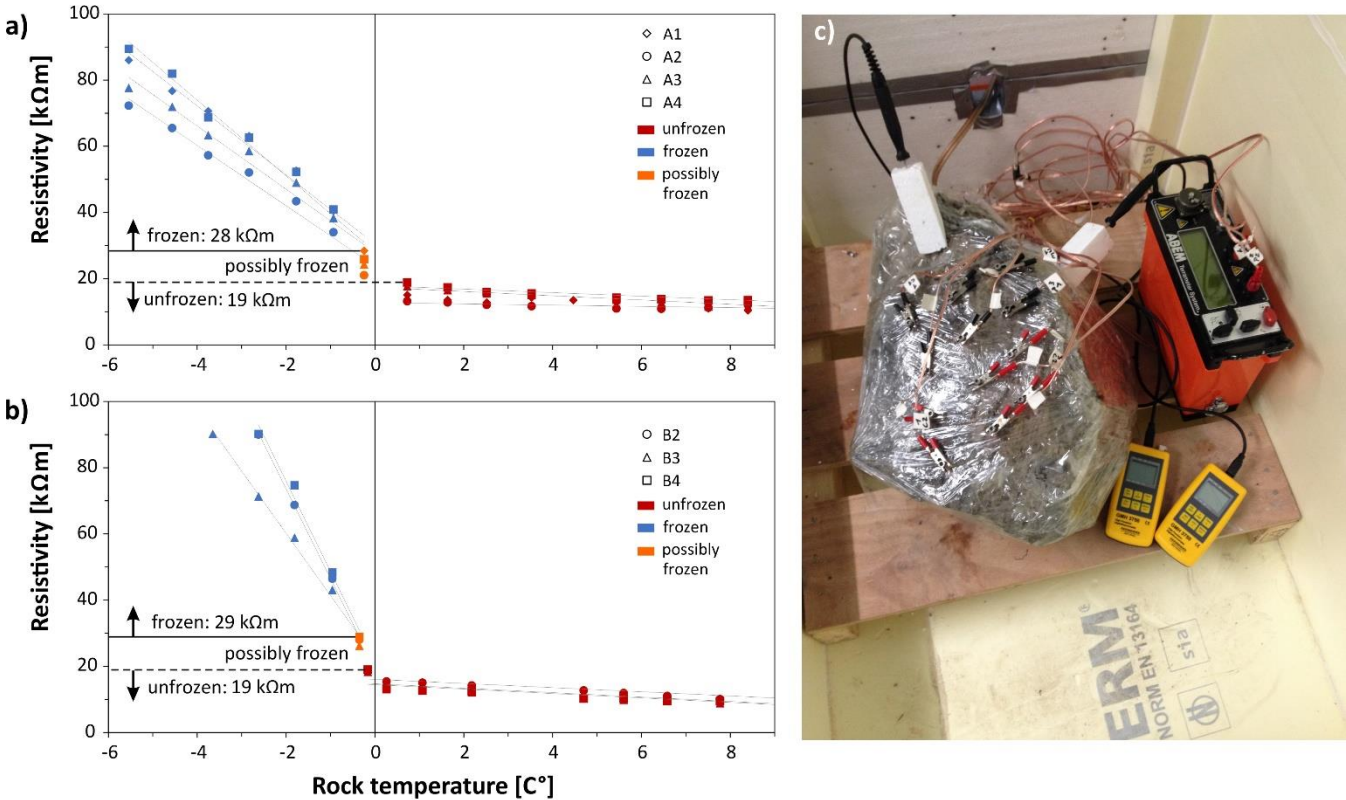 a)
Resistivity [kΩm]
100
80
60
40
20
0
A1
A2
A3
A4
unfrozen
frozen
possibly
frozen
frozen: 28 kΩm
possibly frozen
unfrozen: 19 kΩm
-6 -4 -2 0 2 4 6 8
b)
Resistivity [kΩm]
100
80
60
40
20
0
B2
B3
B4
unfrozen
frozen
possibly
frozen
frozen: 29 kΩm
possibly frozen
unfrozen: 19 kΩm
-6 -4 -2 0 2 4 6 8
Rock temperature [C°]
c)
sia
ABEM
Terrameter System
ERM®
NORM EN 13164
sia